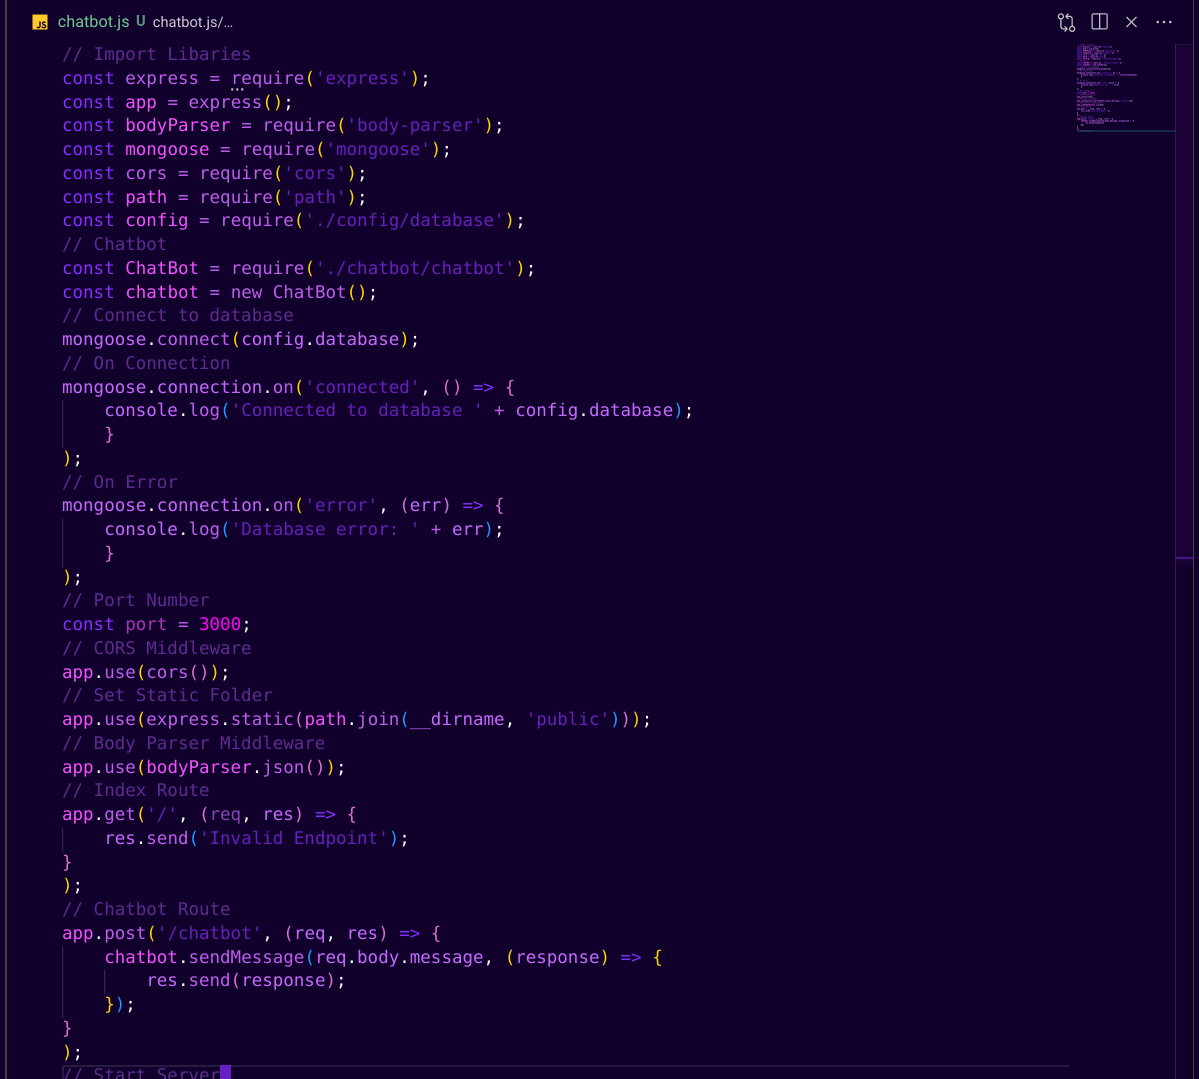 JS chatbot.js U chatbot.js/...
// Import Libaries
const express = require('express');
const app = express();
const bodyParser = require('body-parser');
const mongoose = require('mongoose');
const cors = require('cors');
const path = require('path');
const config = require('./config/database');
// Chatbot
const ChatBot = require('./chatbot/chatbot');
const chatbot = new ChatBot();
// Connect to database
mongoose.connect(config.database);
// On Connection
mongoose.connection.on('connected', () => {
    console.log('Connected to database ' + config.database);
    }
);
// On Error
mongoose.connection.on('error', (err) => {
    console.log('Database error: ' + err);
    }
);
// Port Number
const port = 3000;
// CORS Middleware
app.use(cors());
// Set Static Folder
app.use(express.static(path.join(__dirname, 'public')));
// Body Parser Middleware
app.use(bodyParser.json());
// Index Route
app.get('/', (req, res) => {
    res.send('Invalid Endpoint');
}
);
// Chatbot Route
app.post('/chatbot', (req, res) => {
    chatbot.sendMessage(req.body.message, (response) => {
        res.send(response);
    });
}
);
// Start Server